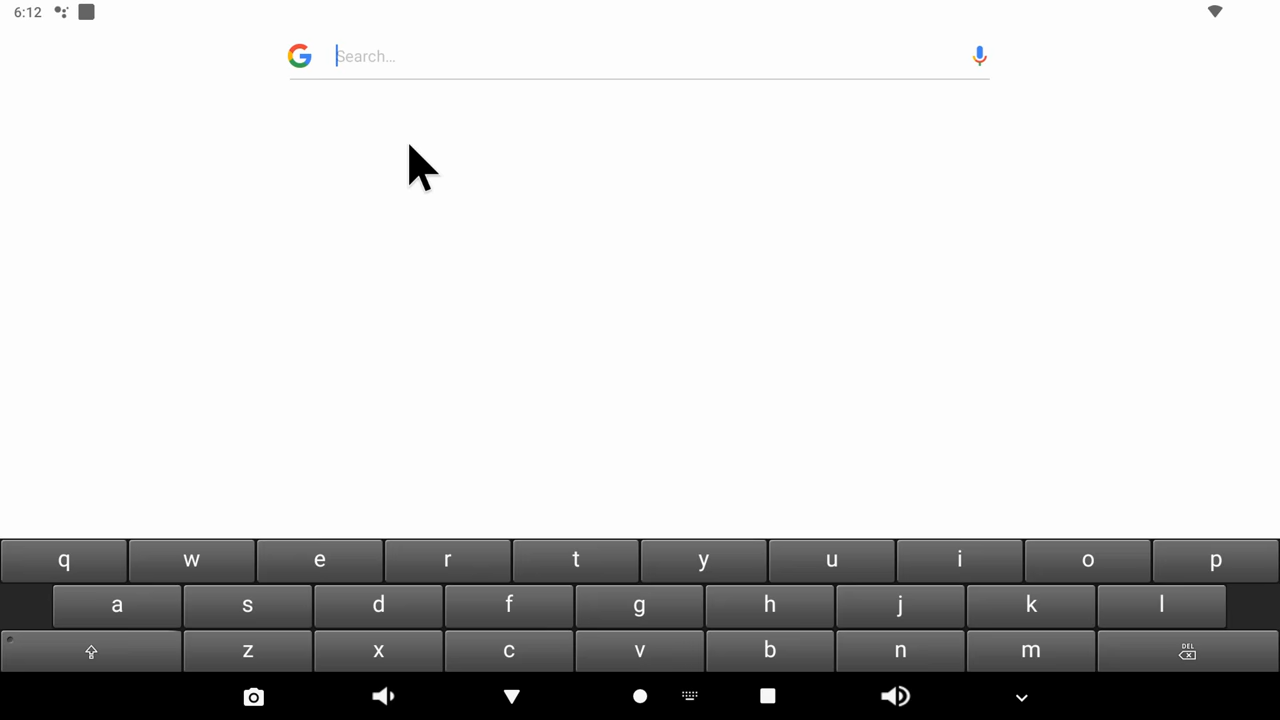 6:12
Search...
q w e r t y u i o p
a s d f g h j k l
z x c v b n m DEL